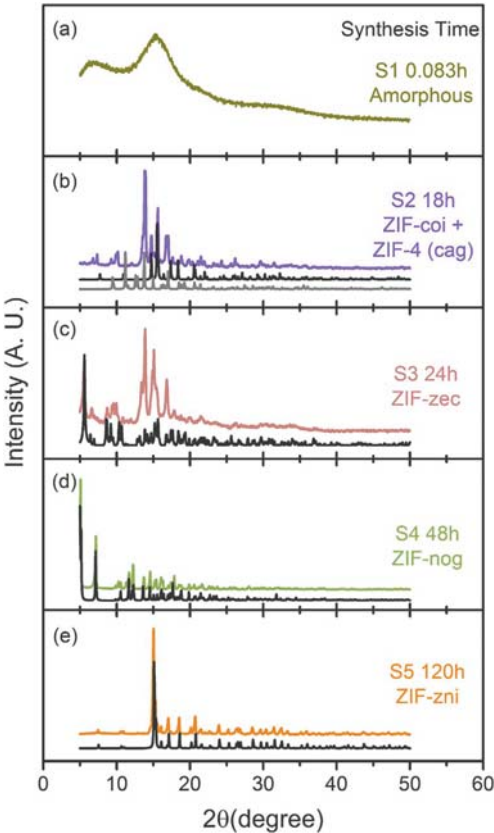 (a)
Synthesis Time
S1 0.083h
Amorphous
(b)
S2 18h
ZIF-coi +
ZIF-4 (cag)
(c)
S3 24h
ZIF-zec
(d)
S4 48h
ZIF-nog
(e)
S5 120h
ZIF-zni
Intensity (A. U.)
0 10 20 30 40 50 60
2θ(degree)